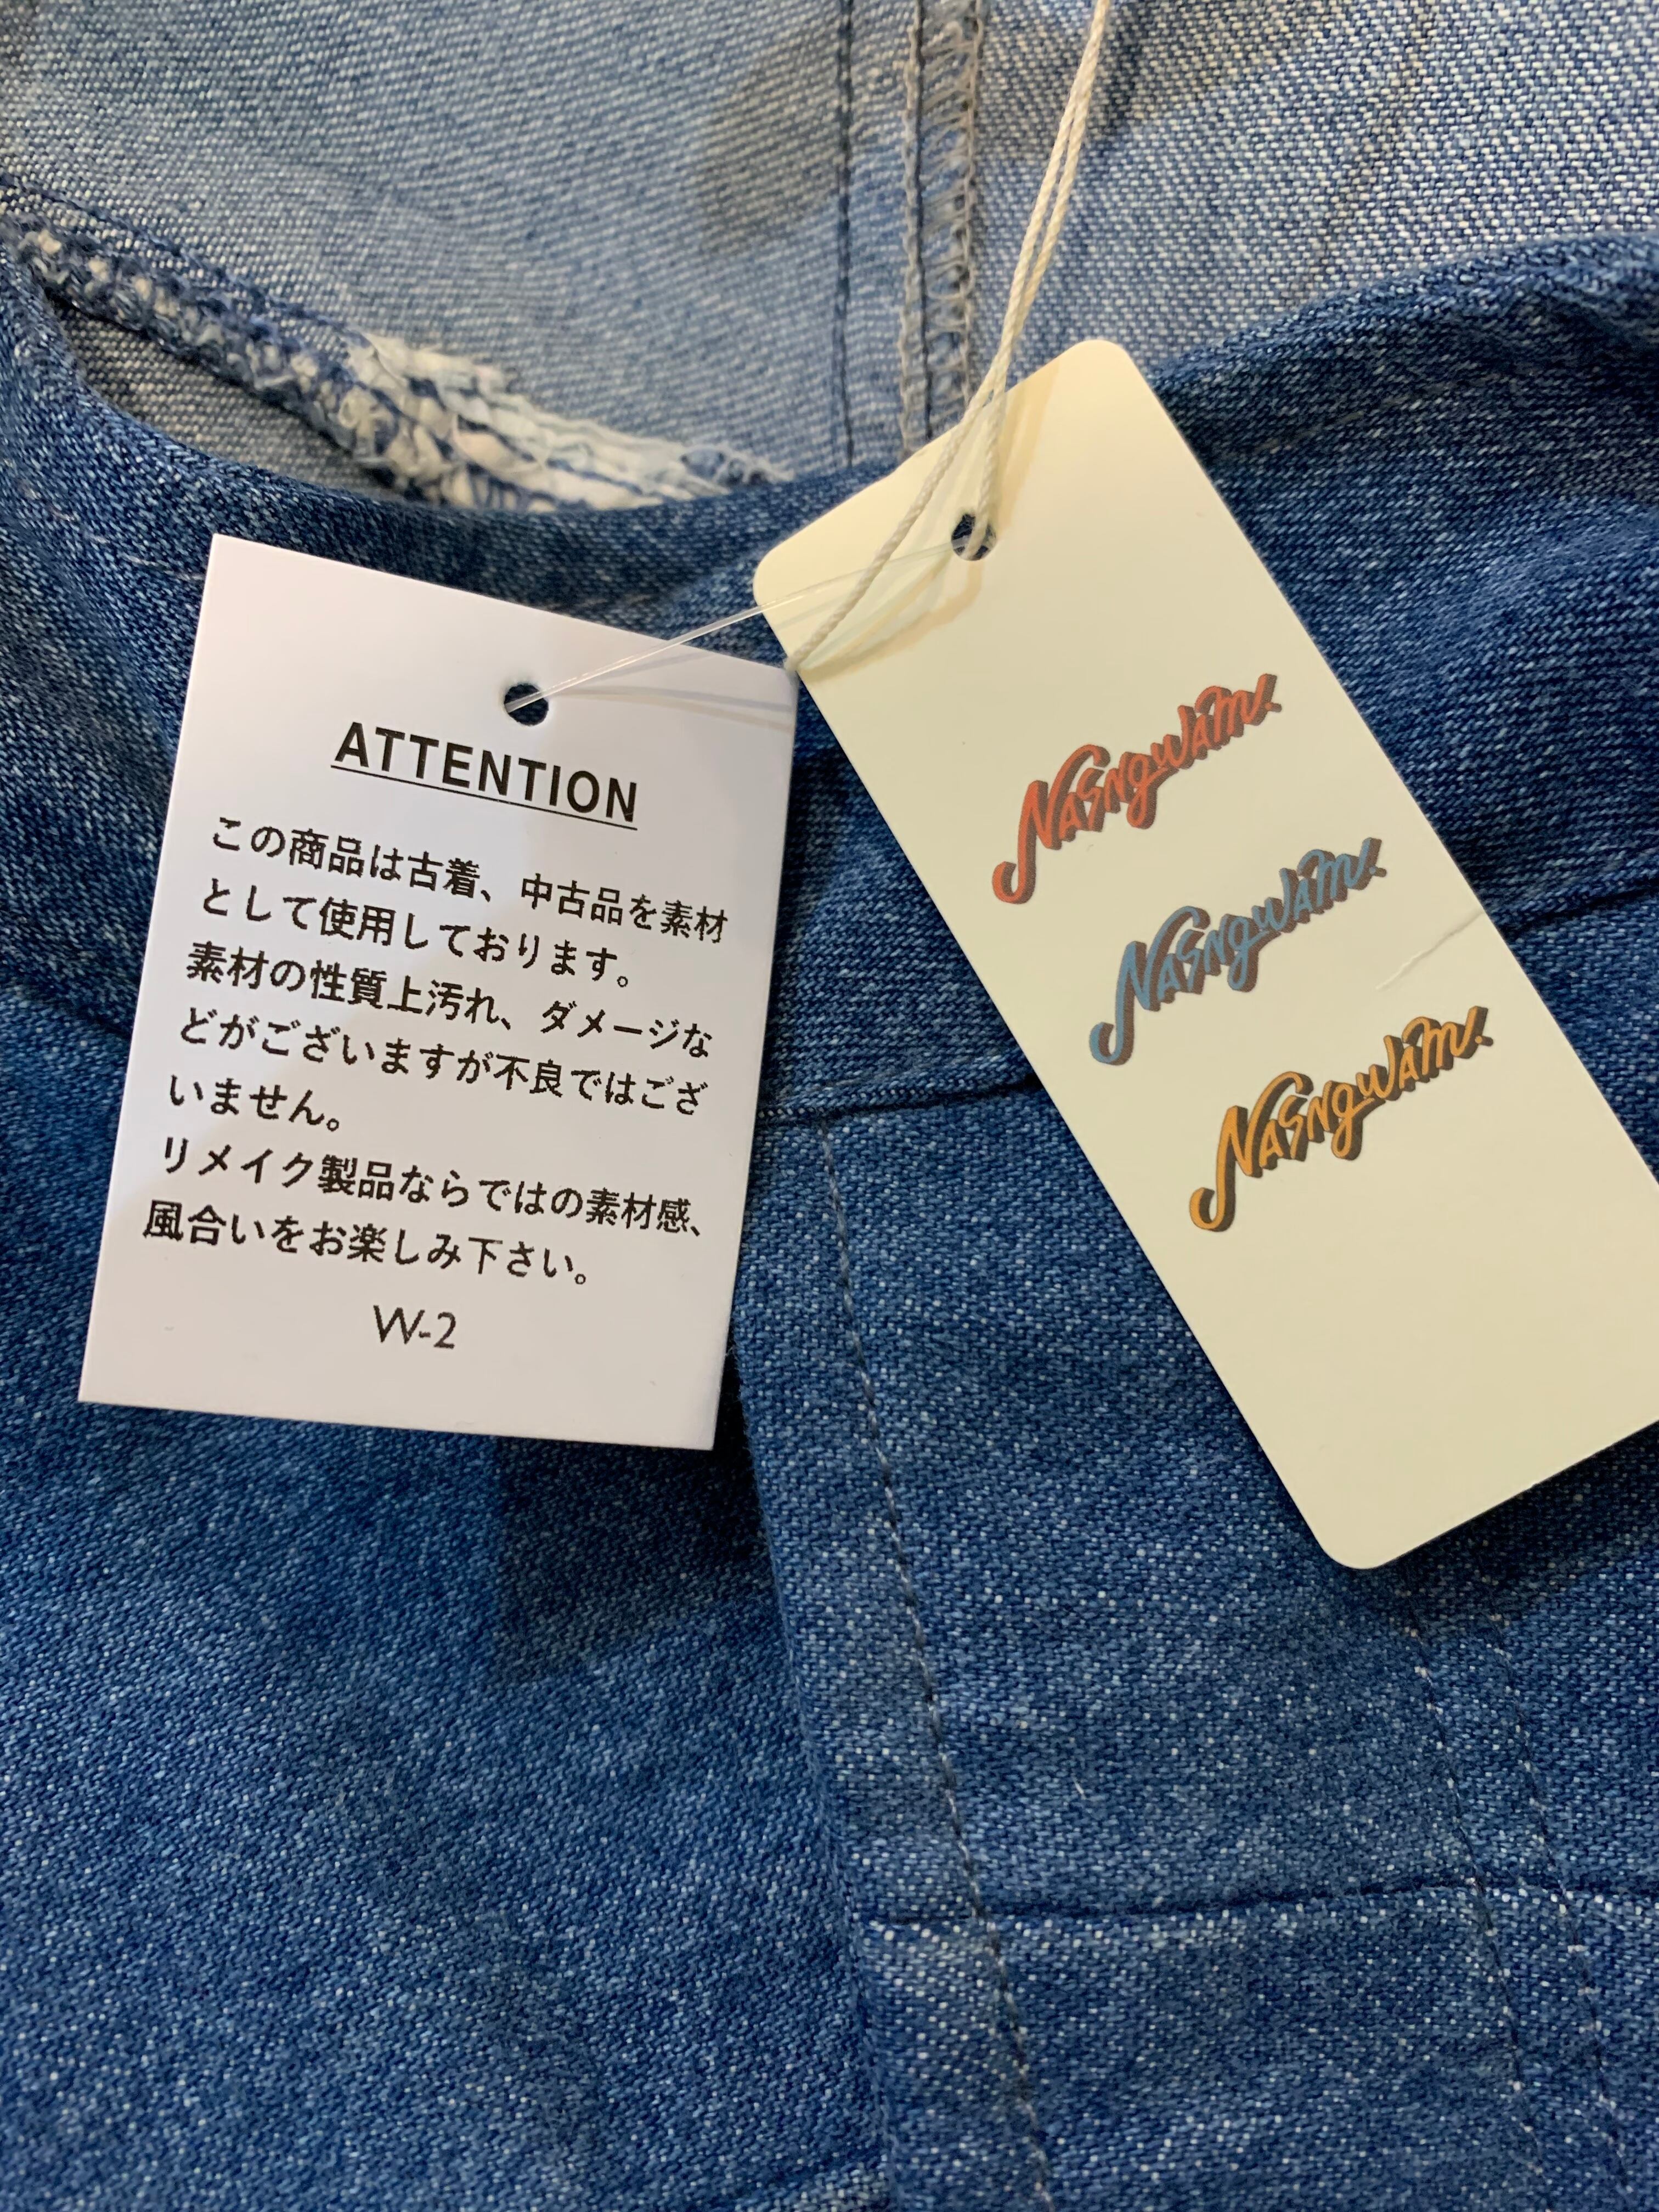 ATTENTION
この商品は古着、中古品を素材
として使用しております。
素材の性質上汚れ、ダメージな
どがございますが不良ではござ
いません。
リメイク製品ならではの素材感、
風合いをお楽しみ下さい。
W-2
NASNGWAM.
NASNGWAM.
NASNGWAM.